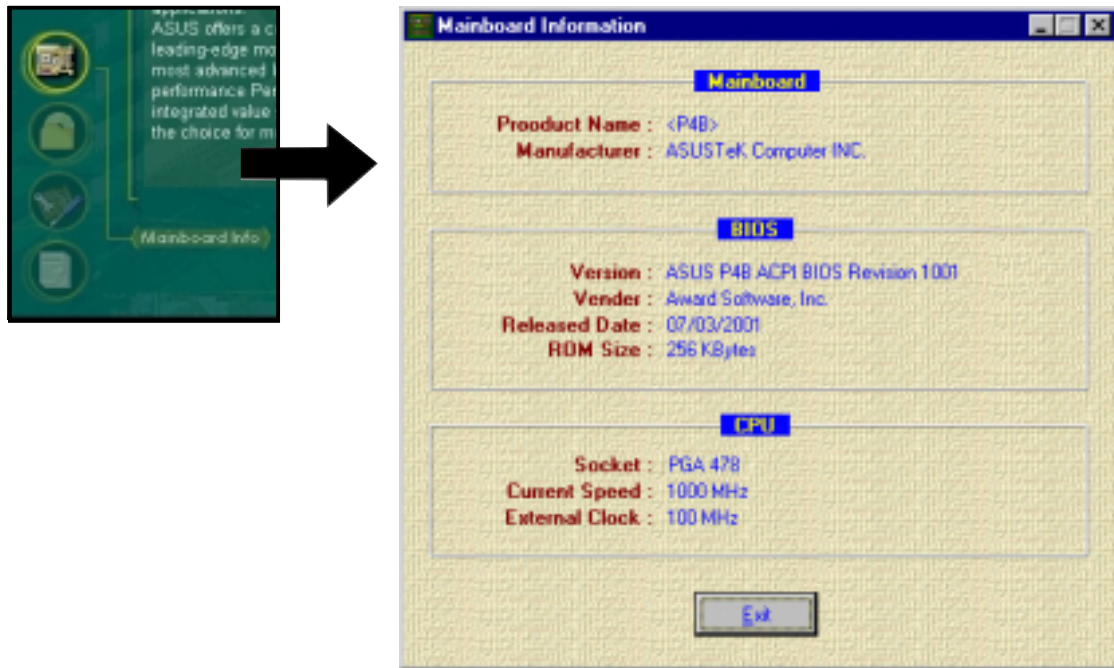 applications.
ASUS offers a c
leading-edge mo
most advanced
performance Per
integrated value
the choice for m
Mainboard Info
Mainboard Information
Mainboard
Prooduct Name : <P4B>
Manufacturer : ASUSTeK Computer INC.
BIOS
Version : ASUS P4B ACPI BIOS Revision 1001
Vender : Award Software, Inc.
Released Date : 07/03/2001
ROM Size : 256 KBytes
CPU
Socket : PGA 478
Current Speed : 1000 MHz
External Clock : 100 MHz
Exit